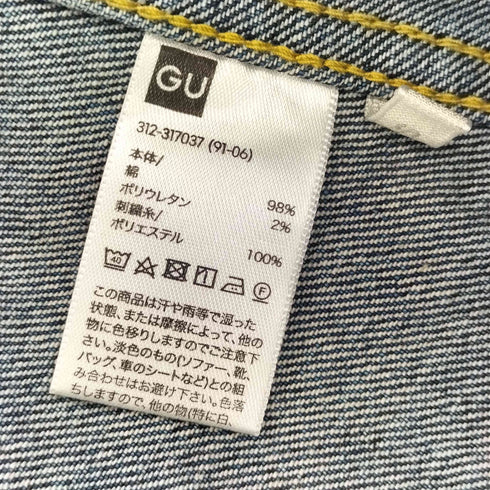 GU
312-317037 (91-06)
本体/
綿 98%
ポリウレタン 2%
刺繍糸/
ポリエステル 100%
40
F
この商品は汗や雨等で湿った
状態、または摩擦によって、他の
物に色移りしますのでご注意下
さい。淡色のもの(ソファー、靴、
バッグ、車のシートなど)との組
み合わせはお避け下さい。色落
ちしますので、他の物(特に白、